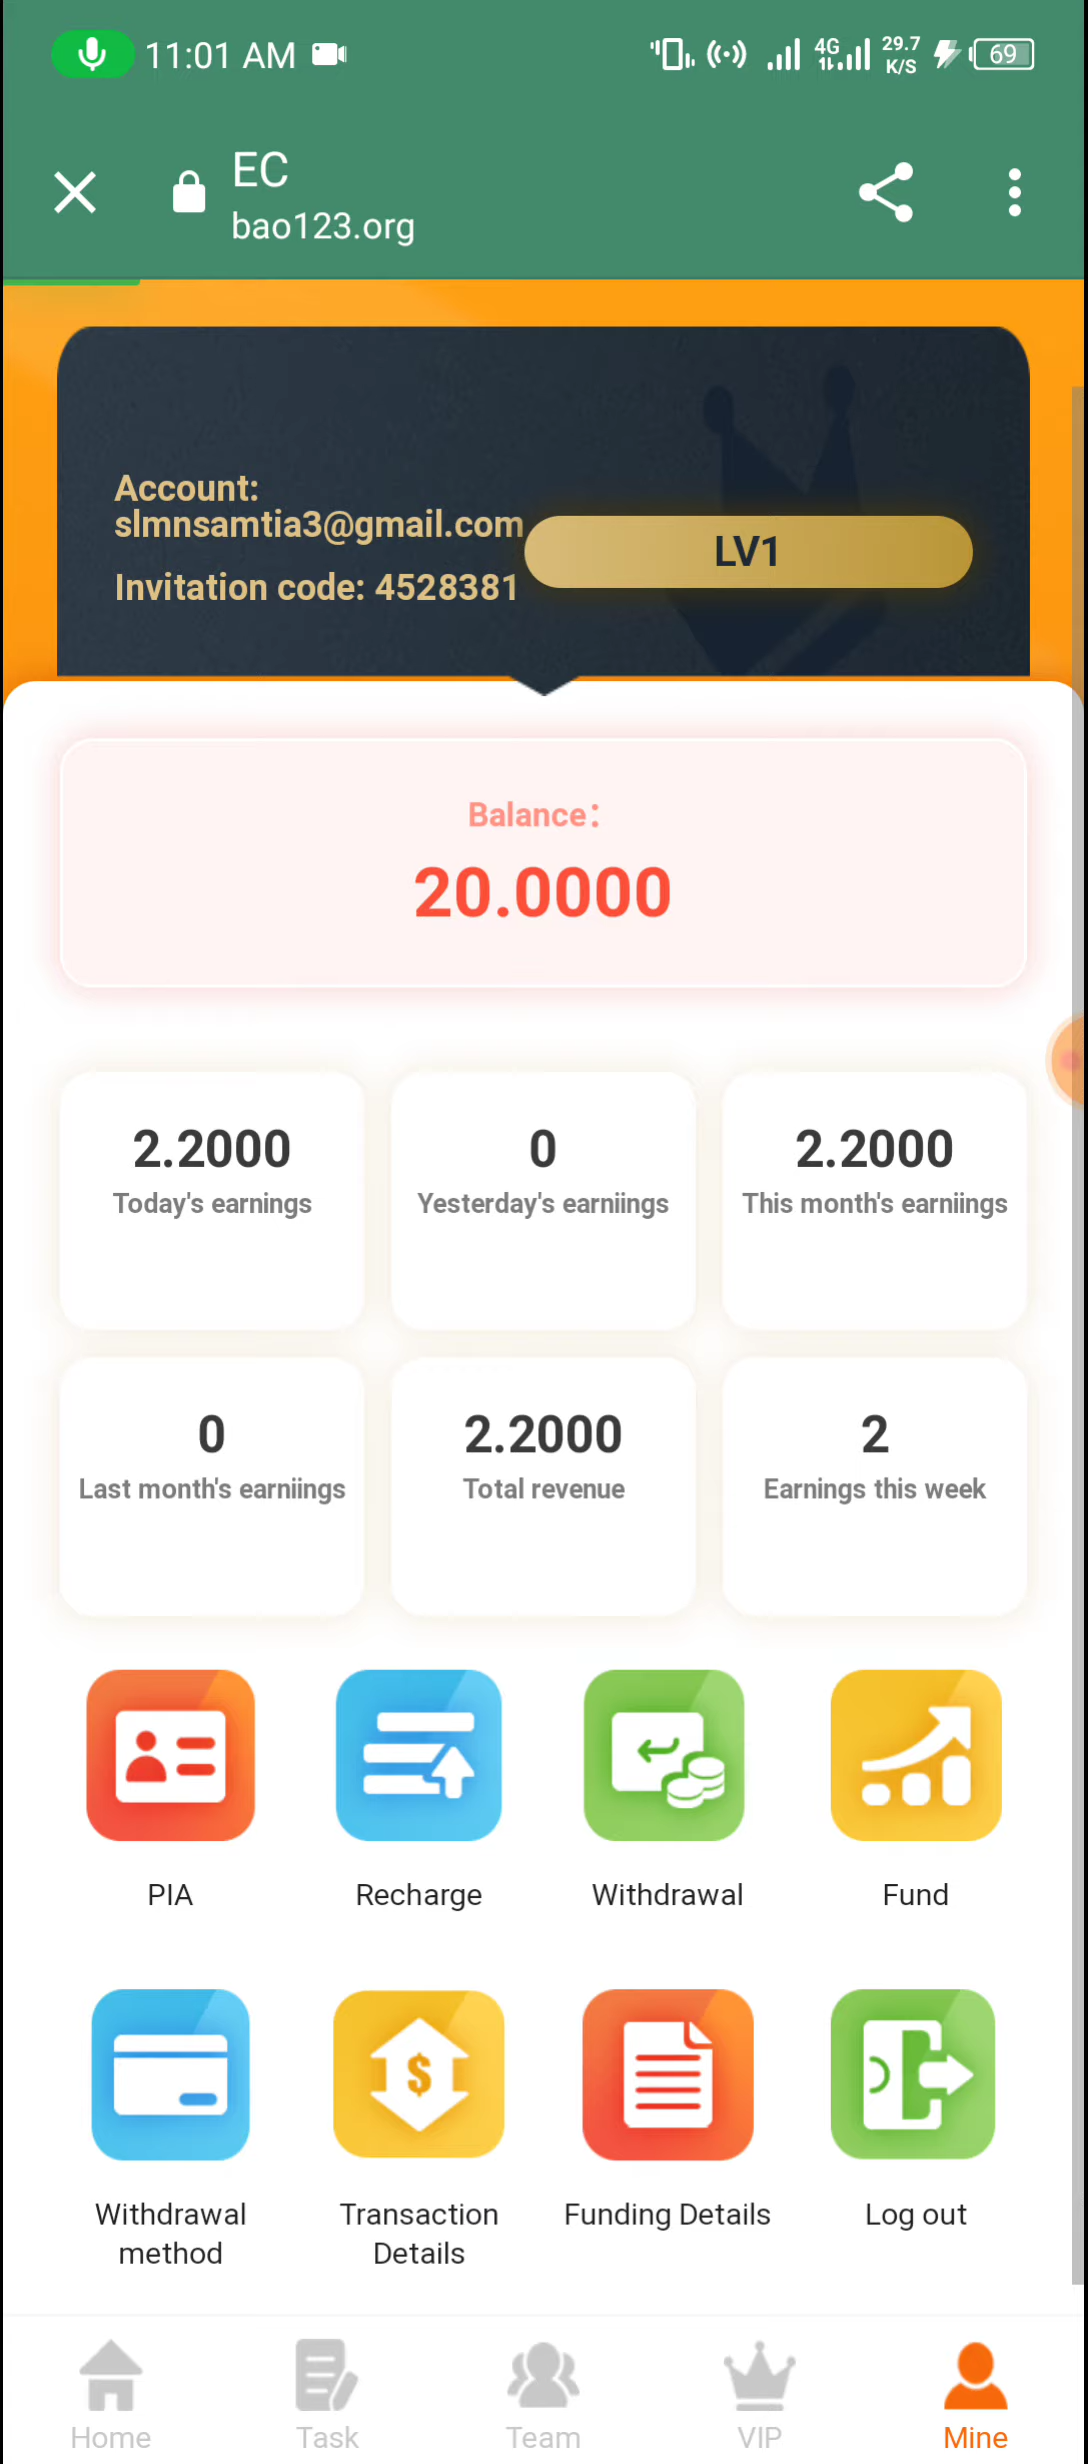 11:01 AM
4G
29.7
K/S
69
EC
bao123.org
Account:
slmnsamtia3@gmail.com
LV1
Invitation code: 4528381
Balance：
20.0000
2.2000
0
2.2000
Today's earnings
Yesterday's earniings
This month's earniings
0
2.2000
2
Last month's earniings
Total revenue
Earnings this week
PIA
Recharge
Withdrawal
Fund
$
Withdrawal
method
Transaction
Details
Funding Details
Log out
Home
Task
Team
VIP
Mine